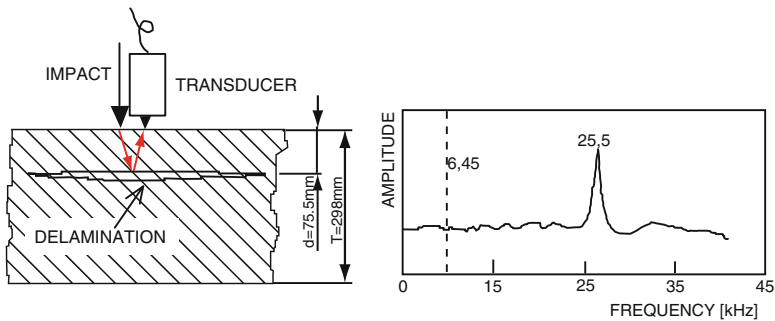 IMPACT
TRANSDUCER
DELAMINATION
d=75.5mm
T=298mm
AMPLITUDE
6,45
25,5
0 15 25 35 45
FREQUENCY [kHz]